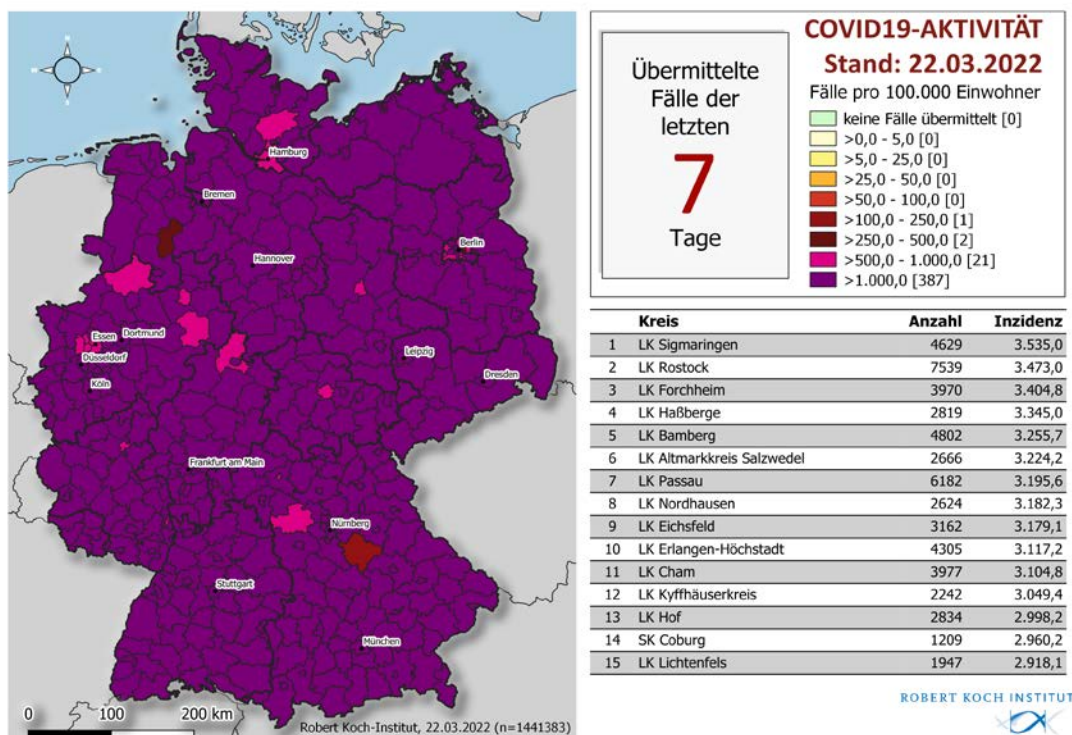 Hamburg
Bremen
Berlin
Hannover
Essen
Dortmund
Düsseldorf
Leipzig
Köln
Dresden
Frankfurt am Main
Nürnberg
Stuttgart
München
0 100 200 km
Robert Koch-Institut, 22.03.2022 (n=1441383)
Übermittelte
Fälle der
letzten
7
Tage
COVID19-AKTIVITÄT
Stand: 22.03.2022
Fälle pro 100.000 Einwohner
keine Fälle übermittelt [0]
>0,0 - 5,0 [0]
>5,0 - 25,0 [0]
>25,0 - 50,0 [0]
>50,0 - 100,0 [0]
>100,0 - 250,0 [1]
>250,0 - 500,0 [2]
>500,0 - 1.000,0 [21]
>1.000,0 [387]
Kreis Anzahl Inzidenz
1 LK Sigmaringen 4629 3.535,0
2 LK Rostock 7539 3.473,0
3 LK Forchheim 3970 3.404,8
4 LK Haßberge 2819 3.345,0
5 LK Bamberg 4802 3.255,7
6 LK Altmarkkreis Salzwedel 2666 3.224,2
7 LK Passau 6182 3.195,6
8 LK Nordhausen 2624 3.182,3
9 LK Eichsfeld 3162 3.179,1
10 LK Erlangen-Höchstadt 4305 3.117,2
11 LK Cham 3977 3.104,8
12 LK Kyffhäuserkreis 2242 3.049,4
13 LK Hof 2834 2.998,2
14 SK Coburg 1209 2.960,2
15 LK Lichtenfels 1947 2.918,1
ROBERT KOCH INSTITUT